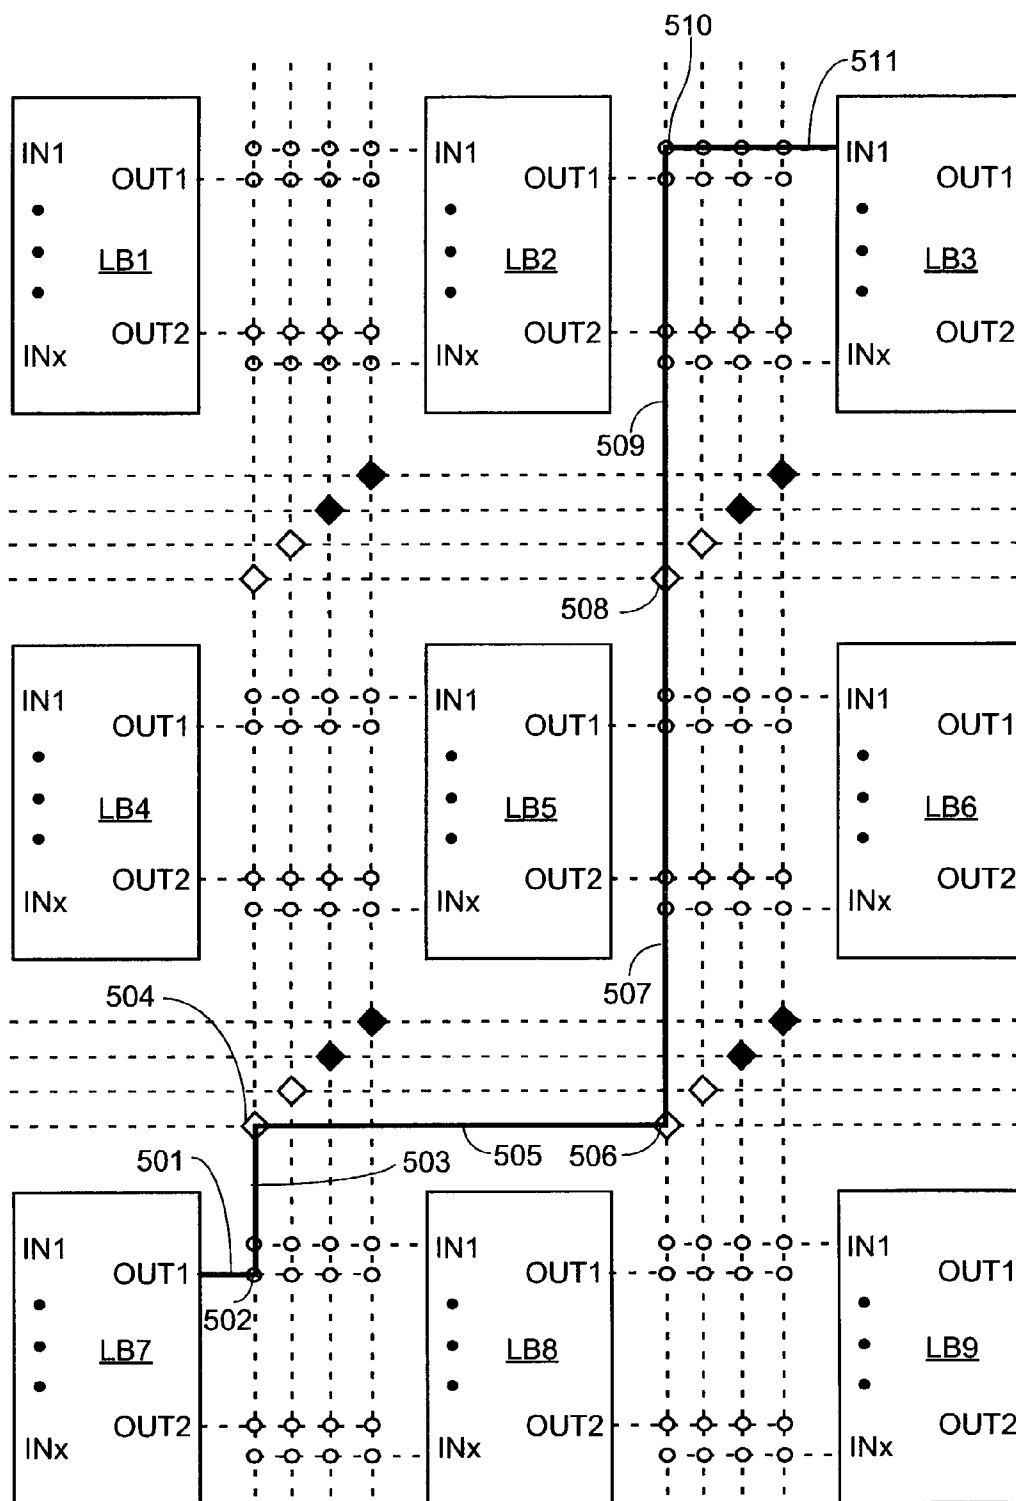 510
511
IN1
OUT1
LB1
OUT2
INx
IN1
OUT1
LB2
OUT2
INx
IN1
OUT1
LB3
OUT2
INx
509
508
IN1
OUT1
LB4
OUT2
INx
IN1
OUT1
LB5
OUT2
INx
IN1
OUT1
LB6
OUT2
INx
507
504
501
503
505
506
IN1
OUT1
502
LB7
OUT2
INx
IN1
OUT1
LB8
OUT2
INx
IN1
OUT1
LB9
OUT2
INx